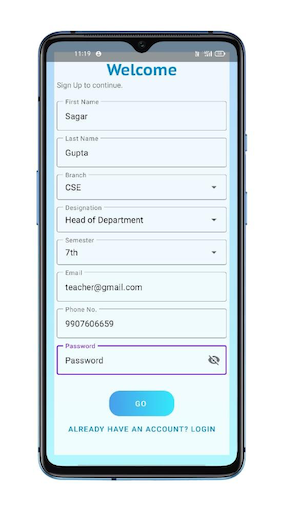 11:19
Welcome
Sign Up to continue.
First Name
Sagar
Last Name
Gupta
Branch
CSE
Designation
Head of Department
Semester
7th
Email
teacher@gmail.com
Phone No.
9907606659
Password
Password
GO
ALREADY HAVE AN ACCOUNT? LOGIN